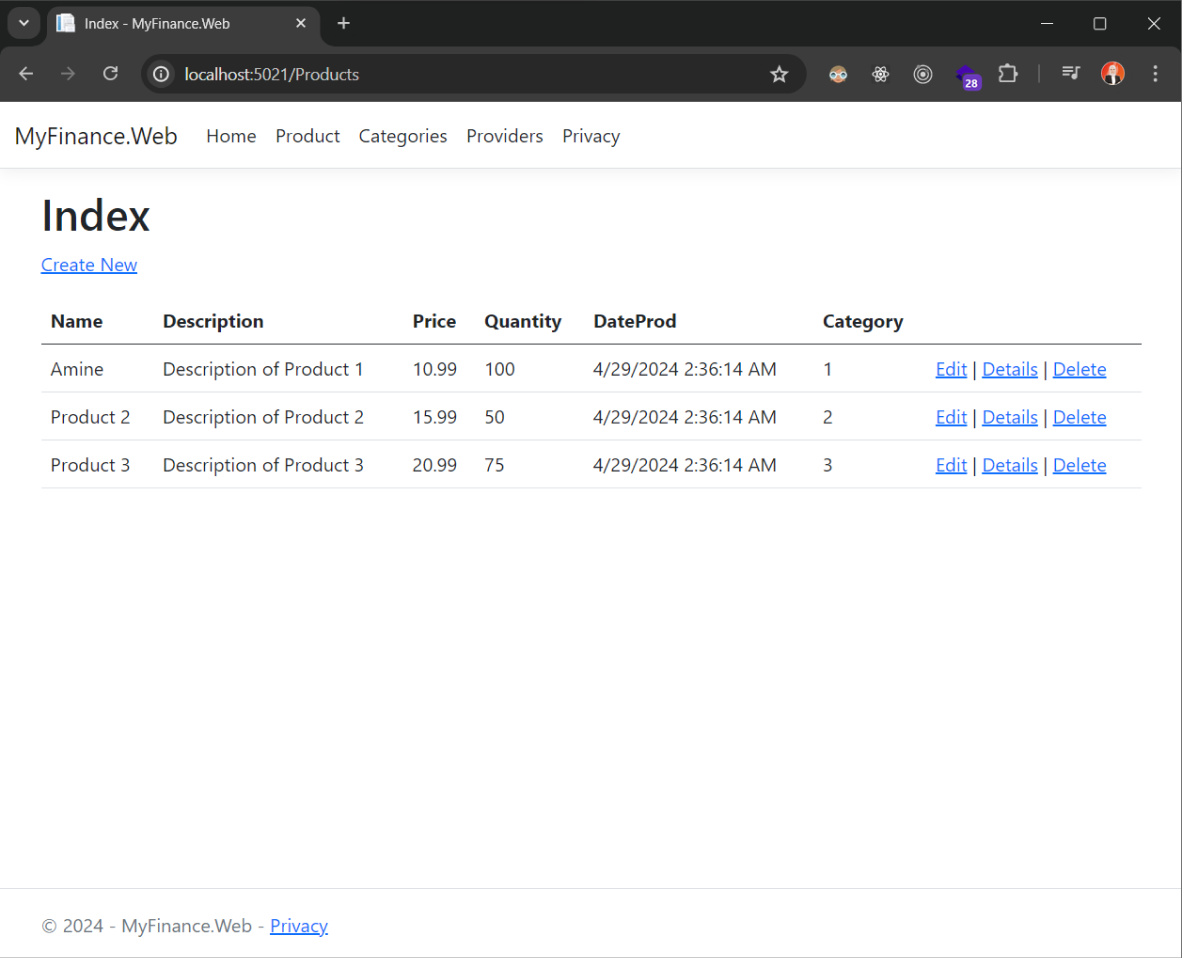 Index - MyFinance.Web
localhost:5021/Products
28
MyFinance.Web Home Product Categories Providers Privacy
Index
Create New
Name Description Price Quantity DateProd Category
Amine Description of Product 1 10.99 100 4/29/2024 2:36:14 AM 1 Edit | Details | Delete
Product 2 Description of Product 2 15.99 50 4/29/2024 2:36:14 AM 2 Edit | Details | Delete
Product 3 Description of Product 3 20.99 75 4/29/2024 2:36:14 AM 3 Edit | Details | Delete
© 2024 - MyFinance.Web - Privacy